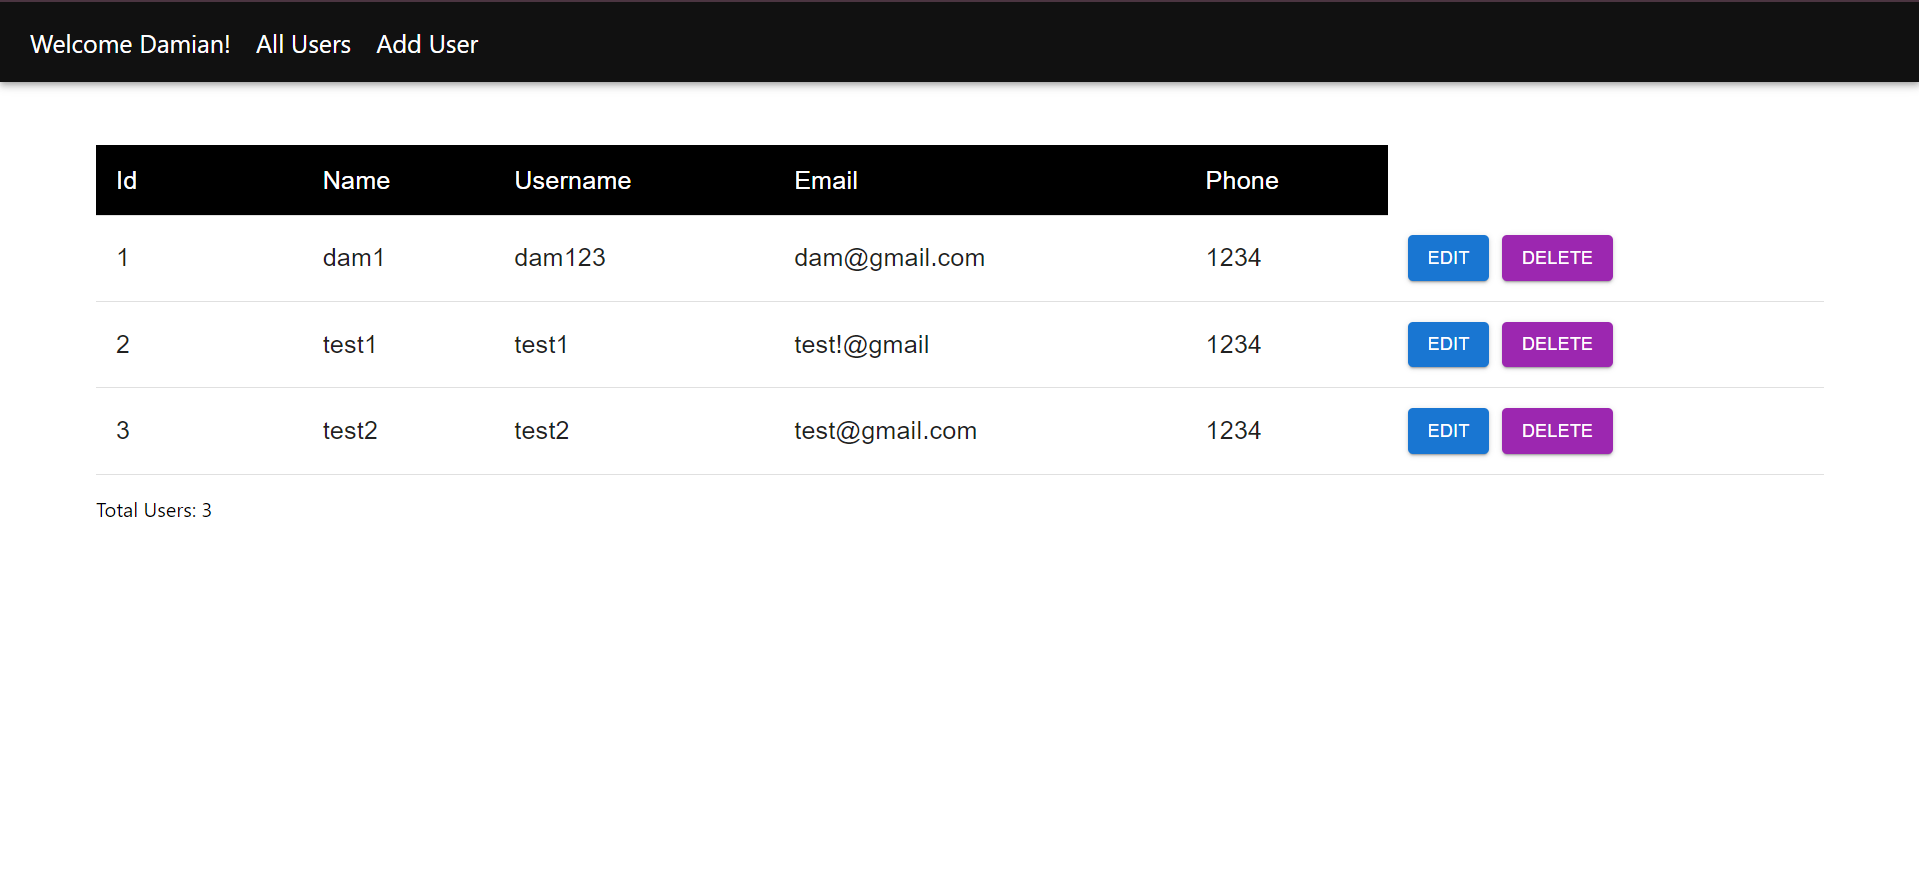 Welcome Damian! All Users Add User
Id Name Username Email Phone
1 dam1 dam123 dam@gmail.com 1234 EDIT DELETE
2 test1 test1 test!@gmail 1234 EDIT DELETE
3 test2 test2 test@gmail.com 1234 EDIT DELETE
Total Users: 3